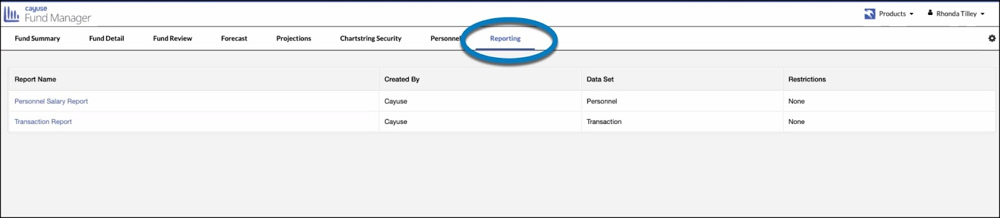 cayuse
Fund Manager
Products
Rhonda Tilley
Fund Summary Fund Detail Fund Review Forecast Projections Chartstring Security Personnel Reporting
Report Name Created By Data Set Restrictions
Personnel Salary Report Cayuse Personnel None
Transaction Report Cayuse Transaction None